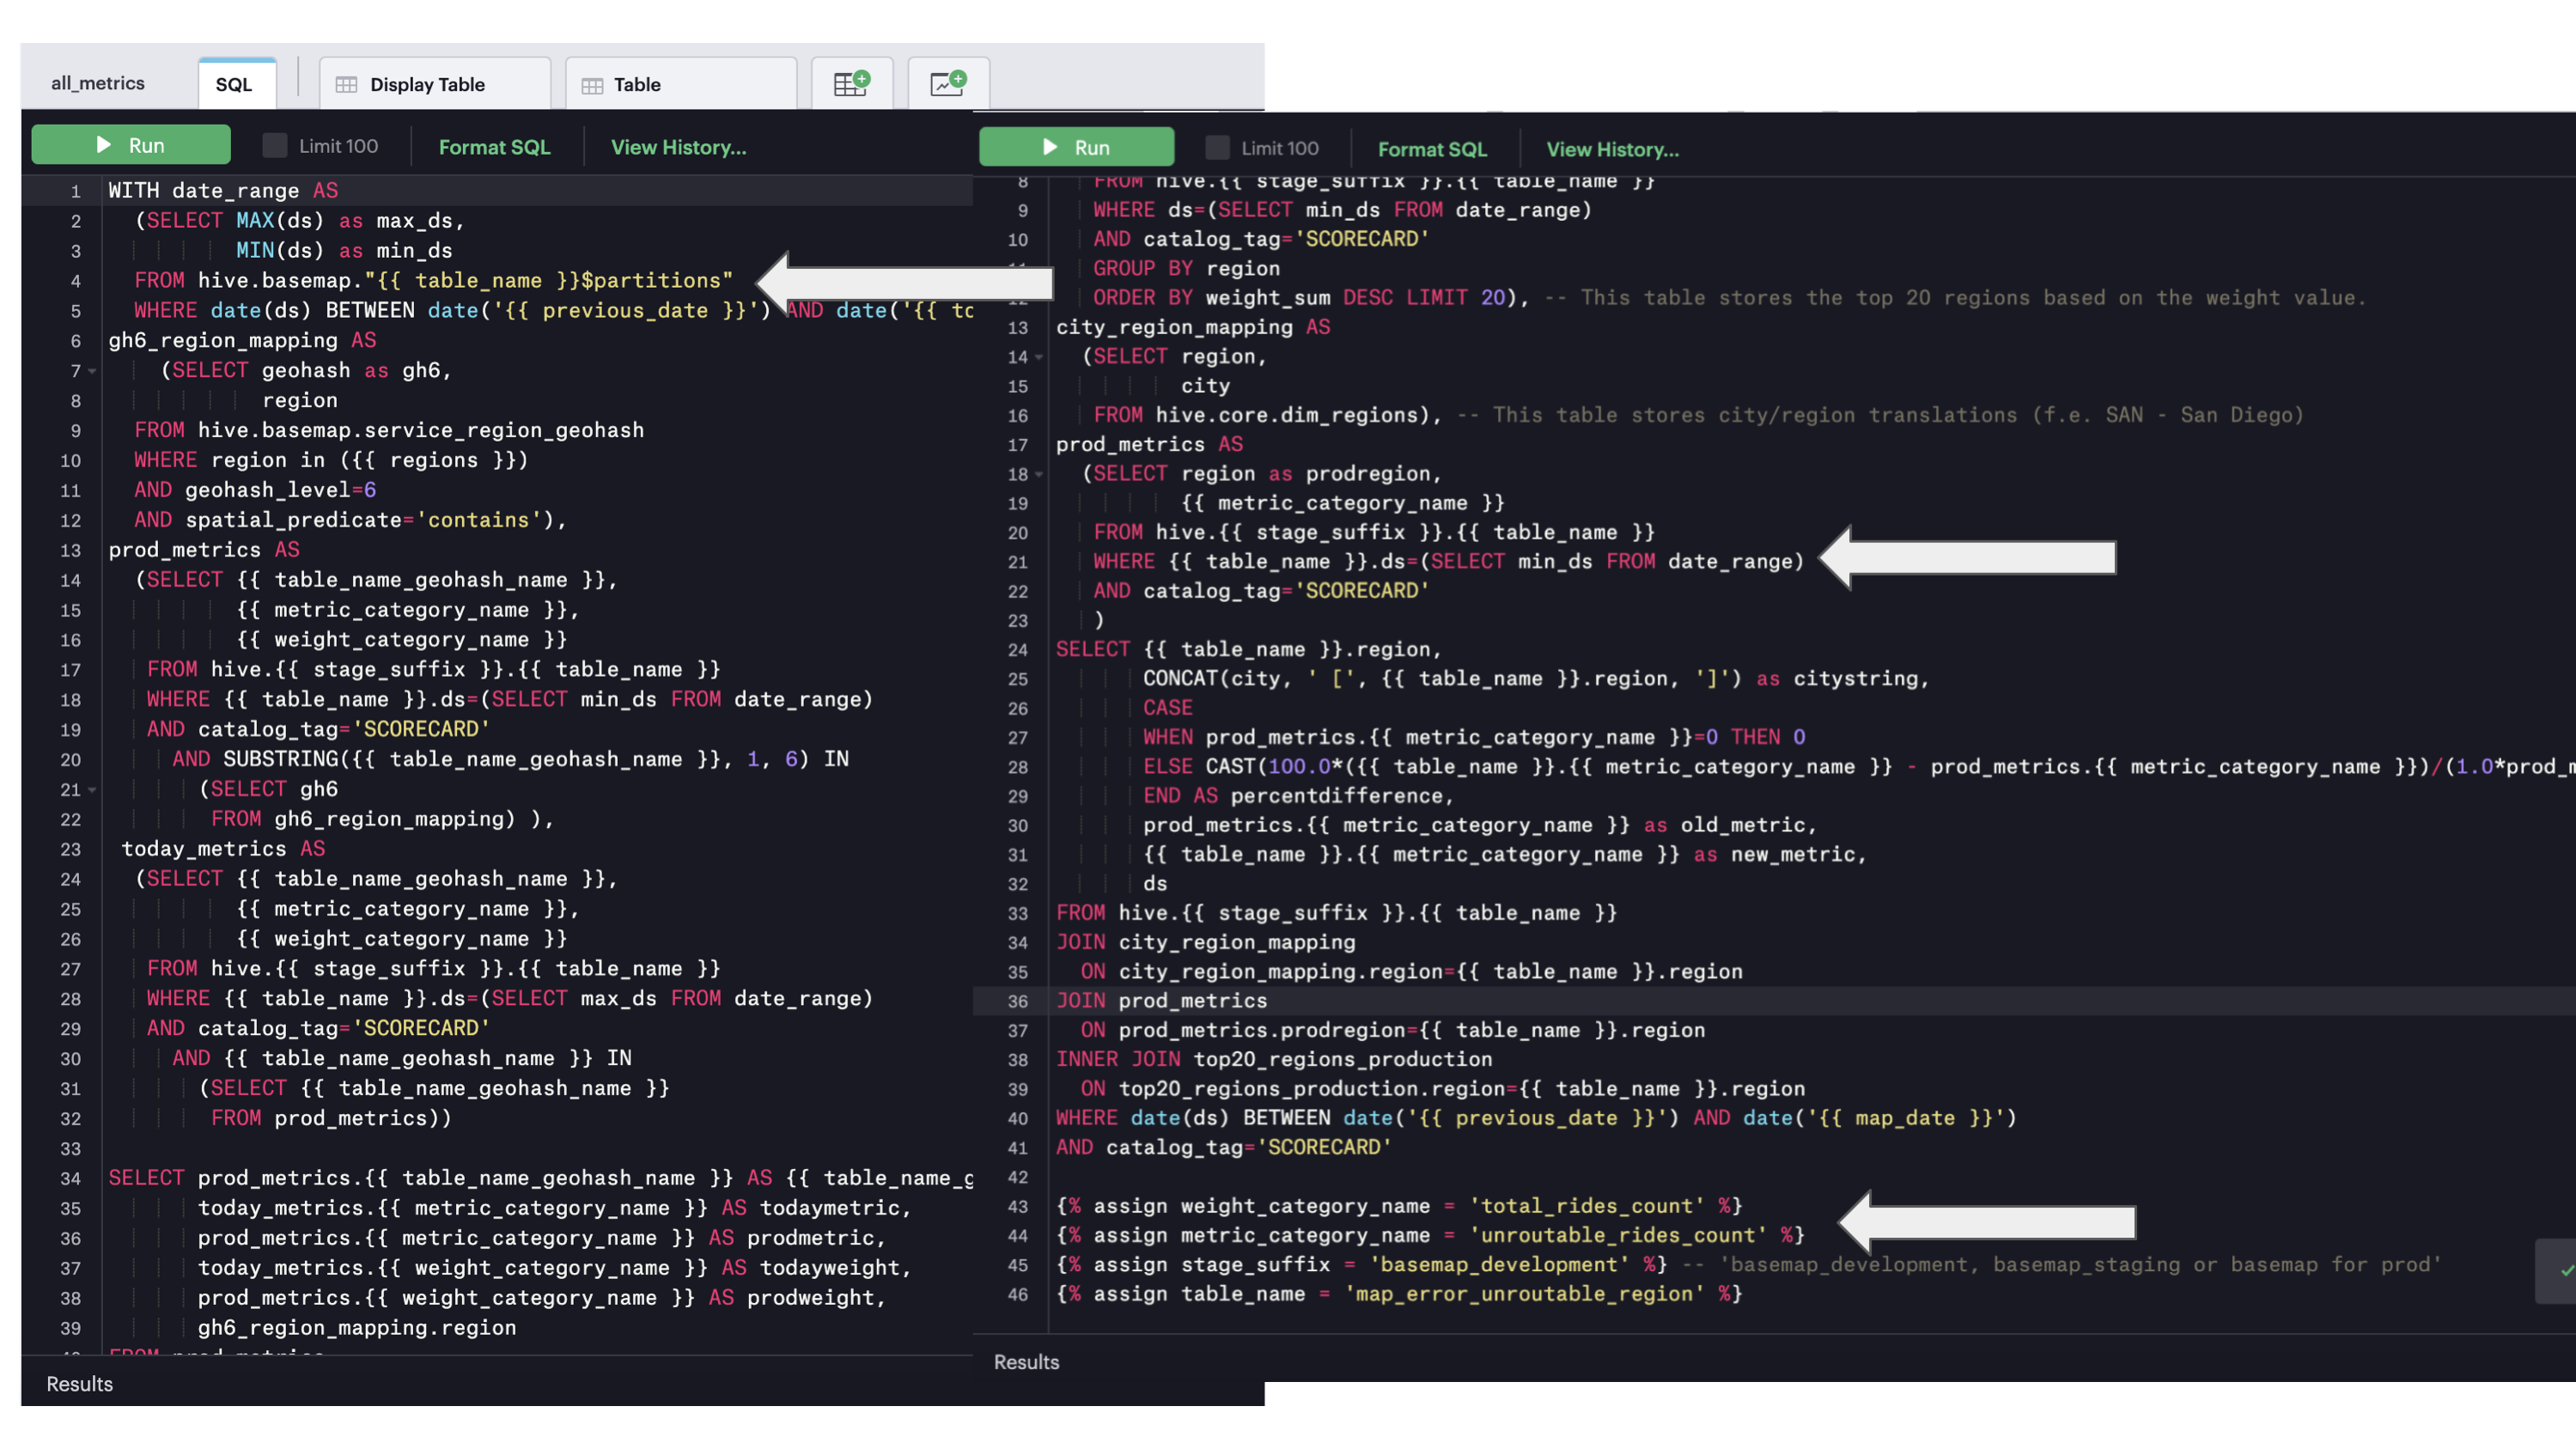 all_metrics SQL Display Table Table
Run Limit 100 Format SQL View History...
1 WITH date_range AS
2 (SELECT MAX(ds) as max_ds,
3 MIN(ds) as min_ds
4 FROM hive.basemap."{{ table_name }}$partitions"
5 WHERE date(ds) BETWEEN date('{{ previous_date }}') AND date('{{ to
6 gh6_region_mapping AS
7 (SELECT geohash as gh6,
8 region
9 FROM hive.basemap.service_region_geohash
10 WHERE region in ({{ regions }})
11 AND geohash_level=6
12 AND spatial_predicate='contains'),
13 prod_metrics AS
14 (SELECT {{ table_name_geohash_name }},
15 {{ metric_category_name }},
16 {{ weight_category_name }}
17 FROM hive.{{ stage_suffix }}.{{ table_name }}
18 WHERE {{ table_name }}.ds=(SELECT min_ds FROM date_range)
19 AND catalog_tag='SCORECARD'
20 AND SUBSTRING({{ table_name_geohash_name }}, 1, 6) IN
21 (SELECT gh6
22 FROM gh6_region_mapping) ),
23 today_metrics AS
24 (SELECT {{ table_name_geohash_name }},
25 {{ metric_category_name }},
26 {{ weight_category_name }}
27 FROM hive.{{ stage_suffix }}.{{ table_name }}
28 WHERE {{ table_name }}.ds=(SELECT max_ds FROM date_range)
29 AND catalog_tag='SCORECARD'
30 AND {{ table_name_geohash_name }} IN
31 (SELECT {{ table_name_geohash_name }}
32 FROM prod_metrics))
33
34 SELECT prod_metrics.{{ table_name_geohash_name }} AS {{ table_name_g
35 today_metrics.{{ metric_category_name }} AS todaymetric,
36 prod_metrics.{{ metric_category_name }} AS prodmetric,
37 today_metrics.{{ weight_category_name }} AS todayweight,
38 prod_metrics.{{ weight_category_name }} AS prodweight,
39 gh6_region_mapping.region
Results
Run Limit 100 Format SQL View History...
8 FROM hive.{{ stage_suffix }}.{{ table_name }}
9 WHERE ds=(SELECT min_ds FROM date_range)
10 AND catalog_tag='SCORECARD'
GROUP BY region
12 ORDER BY weight_sum DESC LIMIT 20), -- This table stores the top 20 regions based on the weight value.
13 city_region_mapping AS
14 (SELECT region,
15 city
16 FROM hive.core.dim_regions), -- This table stores city/region translations (f.e. SAN - San Diego)
17 prod_metrics AS
18 (SELECT region as prodregion,
19 {{ metric_category_name }}
20 FROM hive.{{ stage_suffix }}.{{ table_name }}
21 WHERE {{ table_name }}.ds=(SELECT min_ds FROM date_range)
22 AND catalog_tag='SCORECARD'
23 )
24 SELECT {{ table_name }}.region,
25 CONCAT(city, ' [', {{ table_name }}.region, ']') as citystring,
26 CASE
27 WHEN prod_metrics.{{ metric_category_name }}=0 THEN 0
28 ELSE CAST(100.0*({{ table_name }}.{{ metric_category_name }} - prod_metrics.{{ metric_category_name }})/(1.0*prod_m
29 END AS percentdifference,
30 prod_metrics.{{ metric_category_name }} as old_metric,
31 {{ table_name }}.{{ metric_category_name }} as new_metric,
32 ds
33 FROM hive.{{ stage_suffix }}.{{ table_name }}
34 JOIN city_region_mapping
35 ON city_region_mapping.region={{ table_name }}.region
36 JOIN prod_metrics
37 ON prod_metrics.prodregion={{ table_name }}.region
38 INNER JOIN top20_regions_production
39 ON top20_regions_production.region={{ table_name }}.region
40 WHERE date(ds) BETWEEN date('{{ previous_date }}') AND date('{{ map_date }}')
41 AND catalog_tag='SCORECARD'
42
43 {% assign weight_category_name = 'total_rides_count' %}
44 {% assign metric_category_name = 'unroutable_rides_count' %}
45 {% assign stage_suffix = 'basemap_development' %} -- 'basemap_development, basemap_staging or basemap for prod'
46 {% assign table_name = 'map_error_unroutable_region' %}
Results